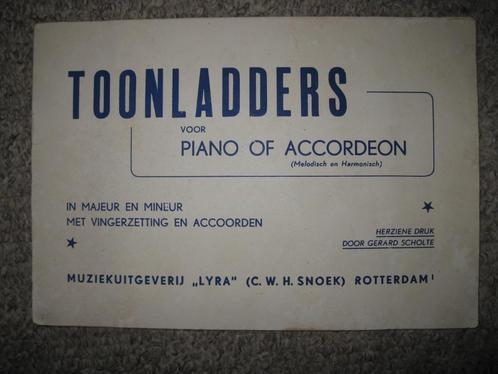 TOONLADDERS
VOOR
PIANO OF ACCORDEON
(Melodisch en Harmonisch)
IN MAJEUR EN MINEUR
MET VINGERZETTING EN ACCOORDEN
HERZIENE DRUK
DOOR GERARD SCHOLTE
MUZIEKUITGEVERIJ „LYRA" (C. W. H. SNOEK) ROTTERDAM